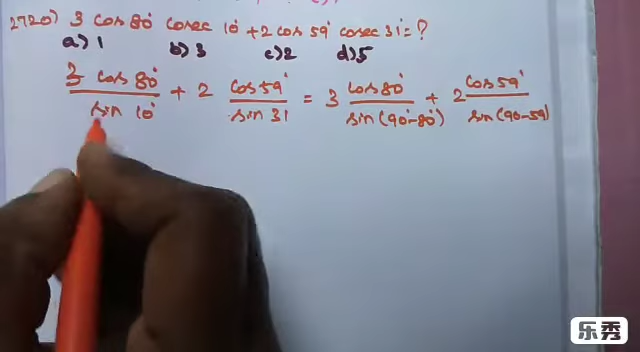 2720) 3 cos 80° cosec 10° + 2 cos 59° cosec 31° = ?
a) 1 b) 3 c) 2 d) 5
3 cos 80° / sin 10° + 2 cos 59° / sin 31 = 3 cos 80° / sin (90°-80°) + 2 cos 59° / sin (90-59)
乐秀